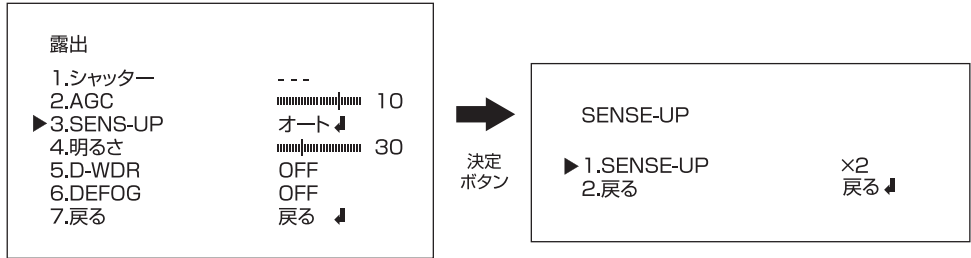 露出
1.シャッター - - -
2.AGC 10
▶3.SENS-UP オート↲
4.明るさ 30
5.D-WDR OFF
6.DEFOG OFF
7.戻る 戻る ↲
決定
ボタン
SENSE-UP
▶1.SENSE-UP ×2
2.戻る 戻る↲